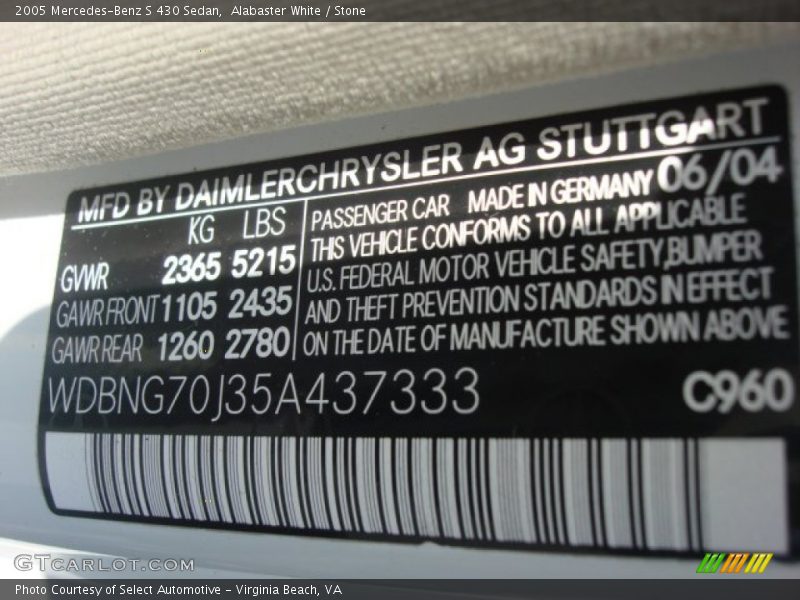 2005 Mercedes-Benz S 430 Sedan, Alabaster White / Stone
MFD BY DAIMLERCHRYSLER AG STUTTGART
KG LBS
GVWR 2365 5215
GAWR FRONT 1105 2435
GAWR REAR 1260 2780
PASSENGER CAR MADE IN GERMANY 06/04
THIS VEHICLE CONFORMS TO ALL APPLICABLE
U.S. FEDERAL MOTOR VEHICLE SAFETY,BUMPER
AND THEFT PREVENTION STANDARDS IN EFFECT
ON THE DATE OF MANUFACTURE SHOWN ABOVE
WDBNG70J35A437333 C960
GTCARLOT.COM
Photo Courtesy of Select Automotive - Virginia Beach, VA